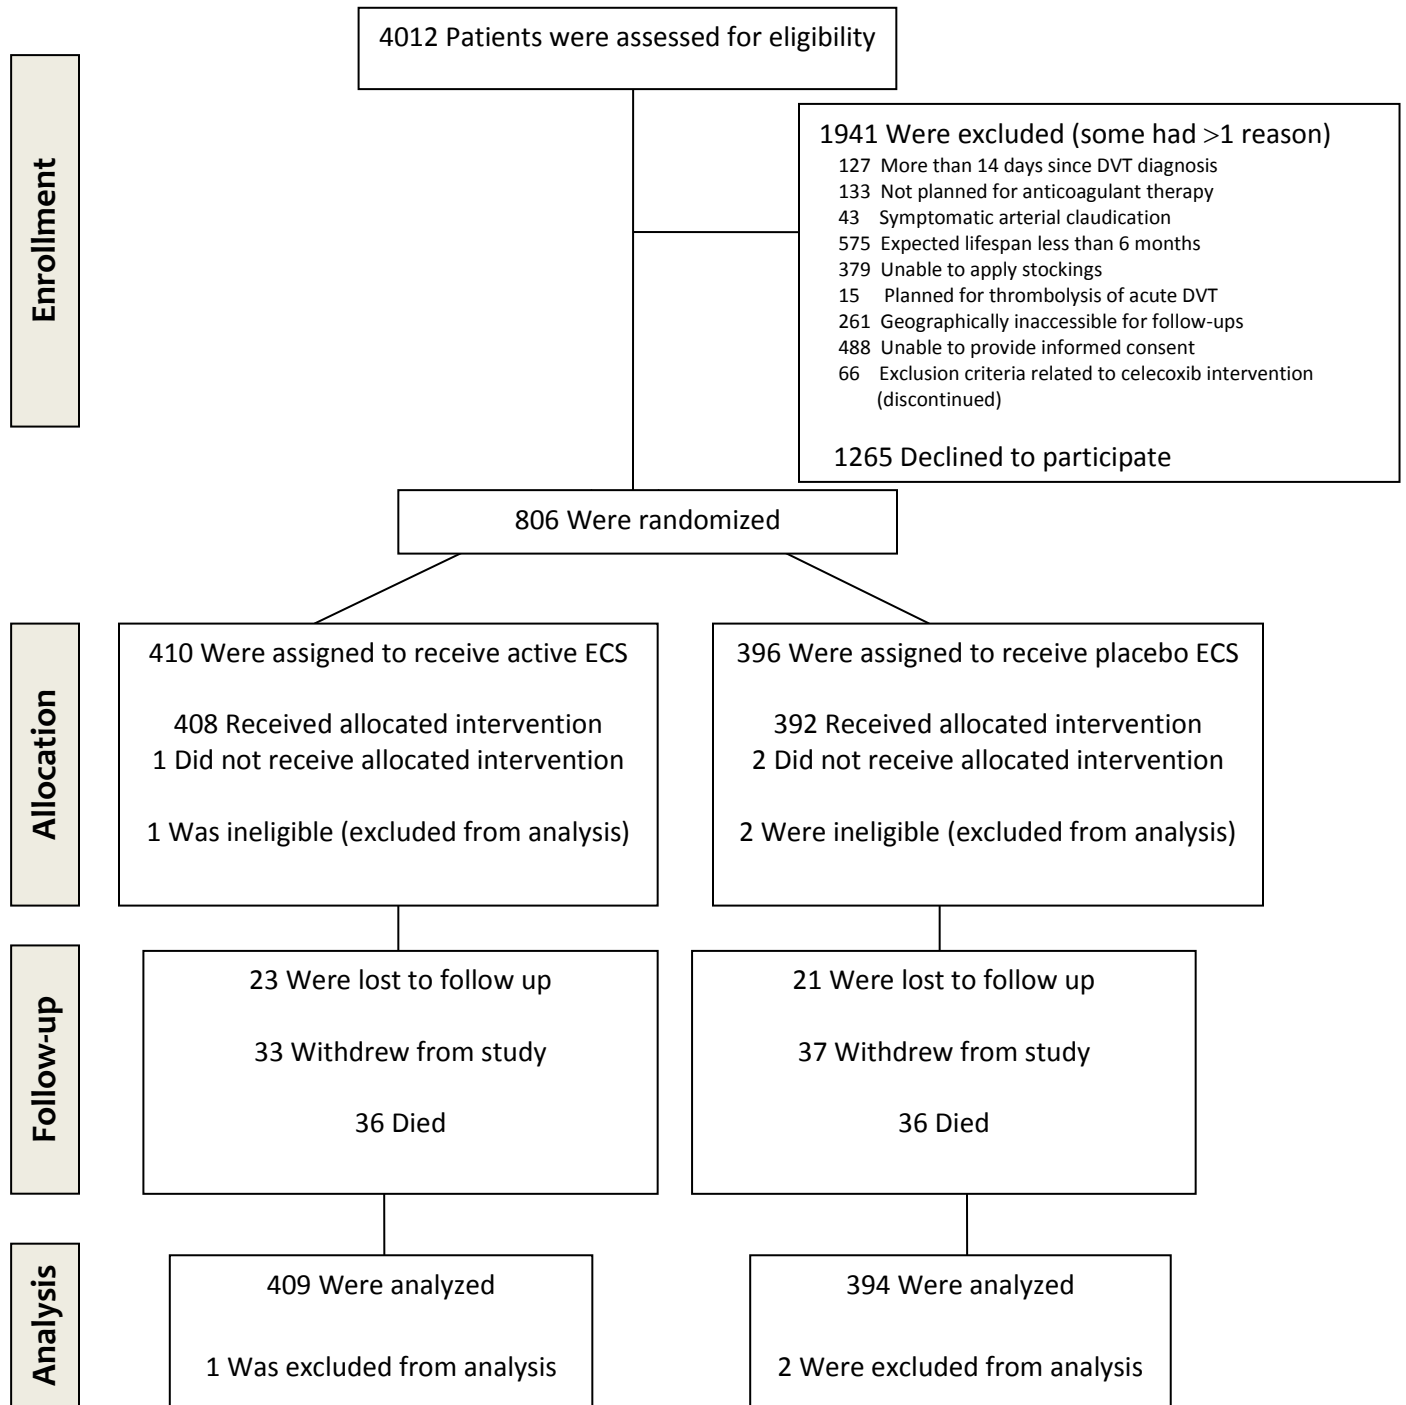 4012 Patients were assessed for eligibility
Enrollment
1941 Were excluded (some had >1 reason)
127 More than 14 days since DVT diagnosis
133 Not planned for anticoagulant therapy
43 Symptomatic arterial claudication
575 Expected lifespan less than 6 months
379 Unable to apply stockings
15 Planned for thrombolysis of acute DVT
261 Geographically inaccessible for follow-ups
488 Unable to provide informed consent
66 Exclusion criteria related to celecoxib intervention
(discontinued)
1265 Declined to participate
806 Were randomized
Allocation
410 Were assigned to receive active ECS
408 Received allocated intervention
1 Did not receive allocated intervention
1 Was ineligible (excluded from analysis)
396 Were assigned to receive placebo ECS
392 Received allocated intervention
2 Did not receive allocated intervention
2 Were ineligible (excluded from analysis)
Follow-up
23 Were lost to follow up
33 Withdrew from study
36 Died
21 Were lost to follow up
37 Withdrew from study
36 Died
Analysis
409 Were analyzed
1 Was excluded from analysis
394 Were analyzed
2 Were excluded from analysis